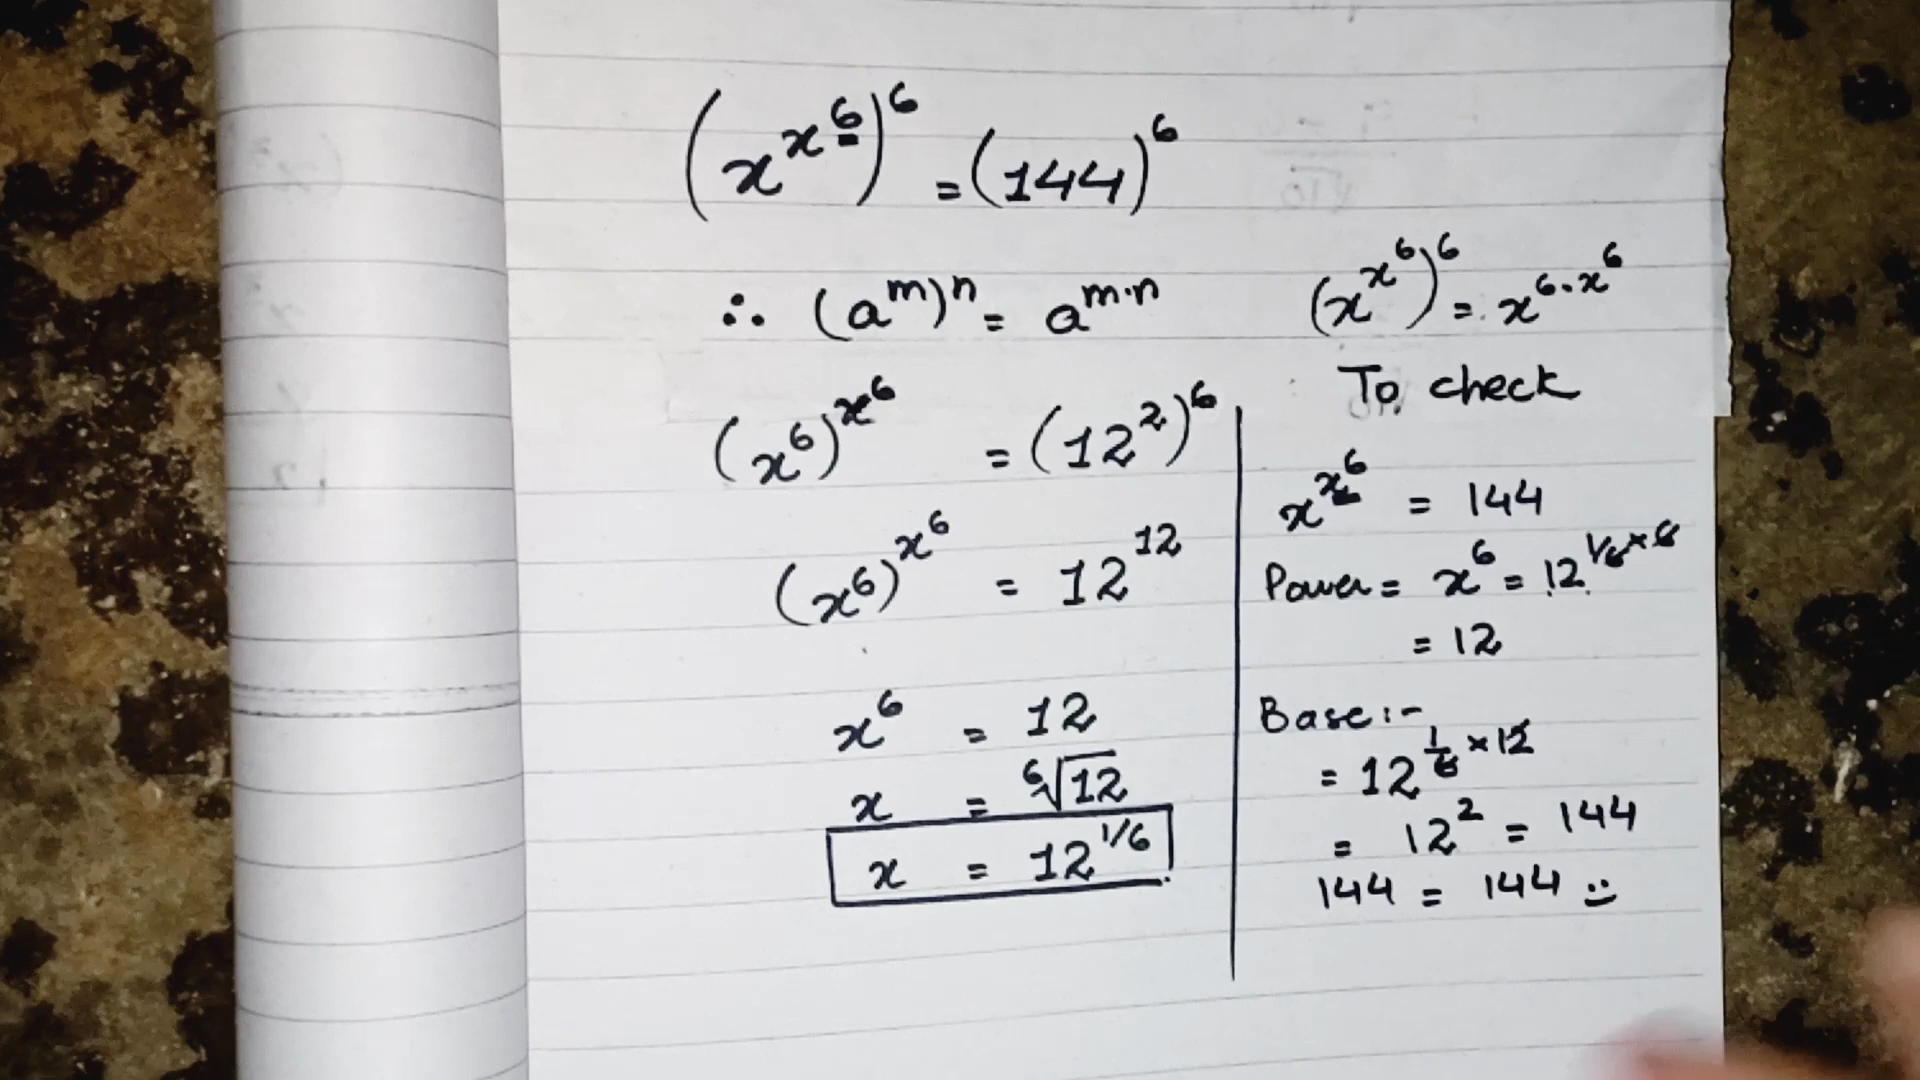 (x^x^6)^6 = (144)^6
∴ (a^m)^n = a^m·n
(x^x^6)^6 = x^6·x^6
(x^6)^x^6 = (12^2)^6
(x^6)^x^6 = 12^12
x^6 = 12
x = ⁶√12
x = 12^1/6
To check
x^x^6 = 144
Power = x^6 = 12^1/6×6
= 12
Base :-
= 12^1/6 × 12
= 12^2 = 144
144 = 144